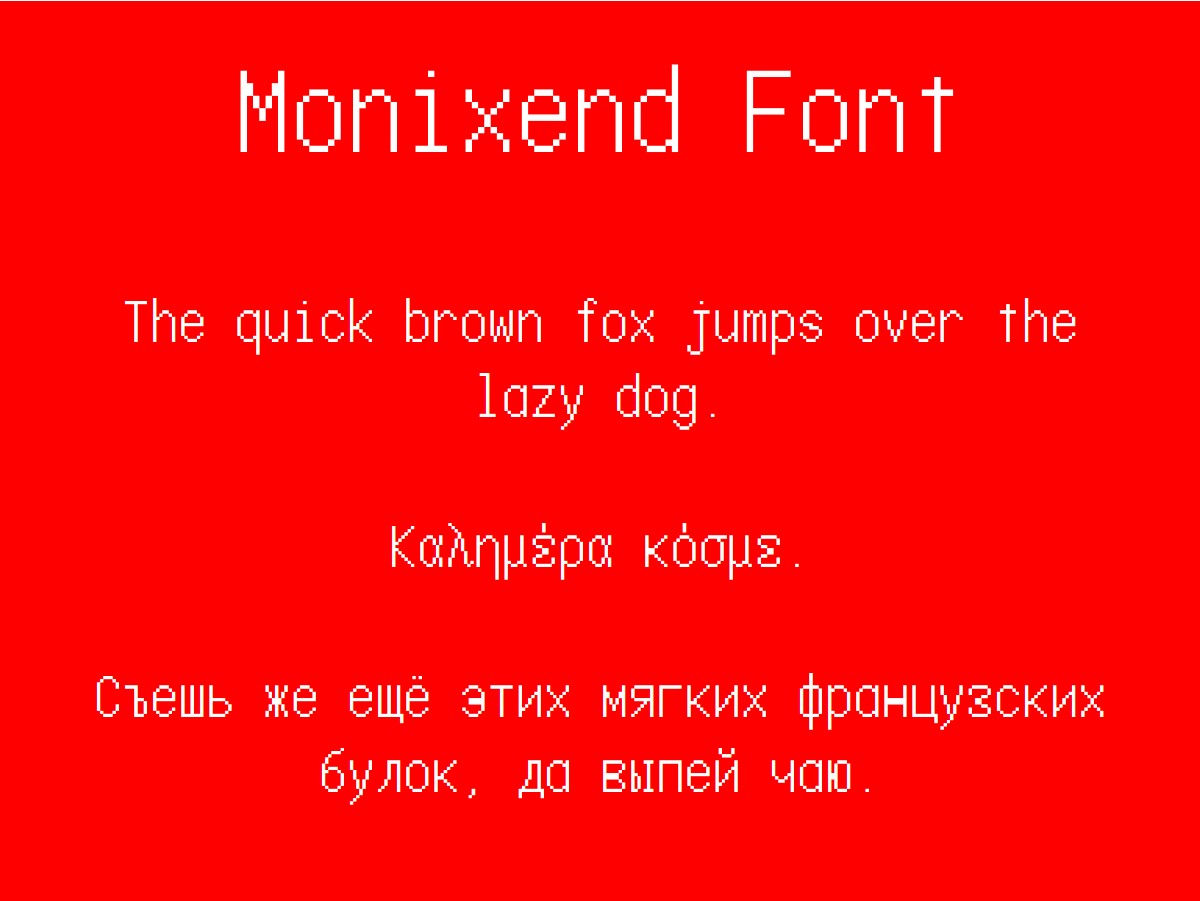 Monixend Font
The quick brown fox jumps over the
lazy dog.
Καλημέρα κόσμε.
Съешь же ещё этих мягких французских
булок, да выпей чаю.